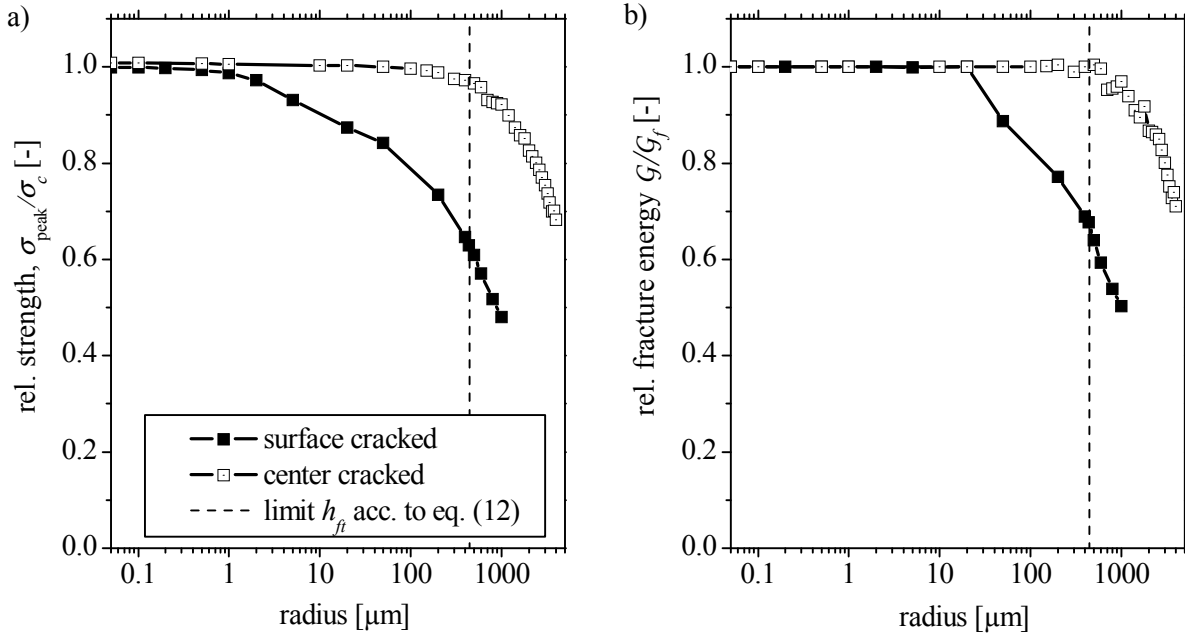 a)
rel. strength, σpeak/σc [-]
1.0
0.8
0.6
0.4
0.2
0.0
surface cracked
center cracked
limit hft acc. to eq. (12)
0.1 1 10 100 1000
radius [µm]
b)
rel. fracture energy G/Gf [-]
1.0
0.8
0.6
0.4
0.2
0.0
0.1 1 10 100 1000
radius [µm]